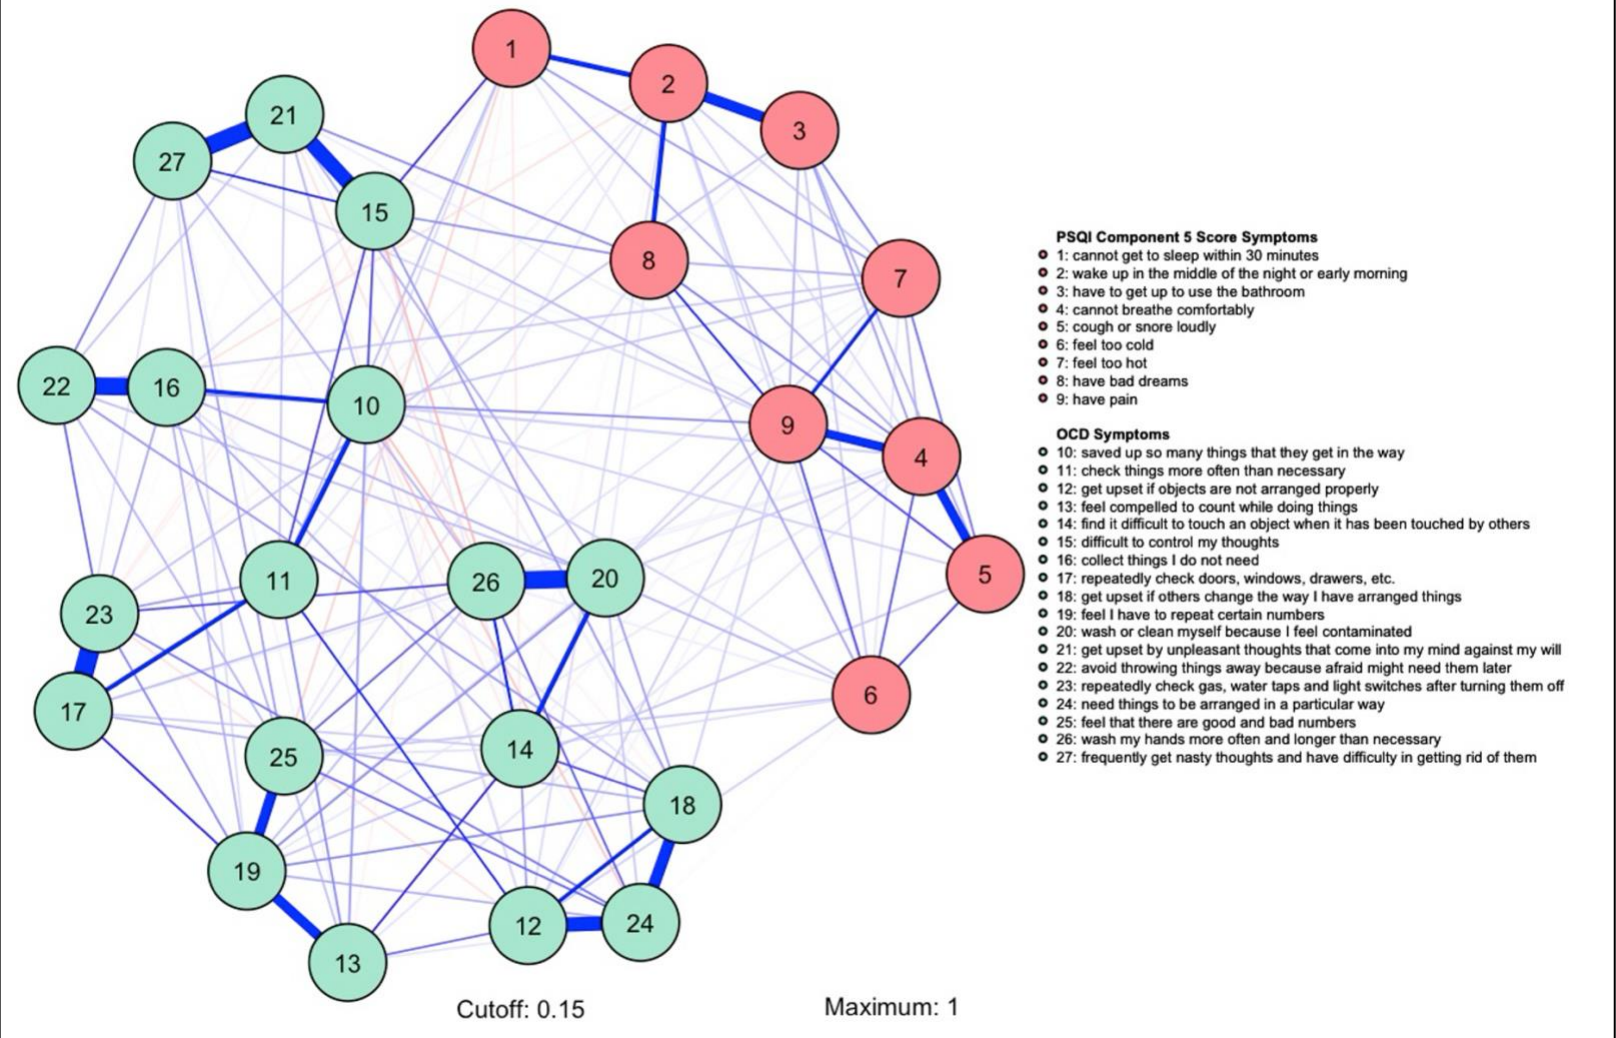 1
2
3
21
27
15
8
7
22
16
10
9
4
11
26
20
5
23
17
25
14
6
18
19
12
24
13
Cutoff: 0.15
Maximum: 1
PSQI Component 5 Score Symptoms
1: cannot get to sleep within 30 minutes
2: wake up in the middle of the night or early morning
3: have to get up to use the bathroom
4: cannot breathe comfortably
5: cough or snore loudly
6: feel too cold
7: feel too hot
8: have bad dreams
9: have pain
OCD Symptoms
10: saved up so many things that they get in the way
11: check things more often than necessary
12: get upset if objects are not arranged properly
13: feel compelled to count while doing things
14: find it difficult to touch an object when it has been touched by others
15: difficult to control my thoughts
16: collect things I do not need
17: repeatedly check doors, windows, drawers, etc.
18: get upset if others change the way I have arranged things
19: feel I have to repeat certain numbers
20: wash or clean myself because I feel contaminated
21: get upset by unpleasant thoughts that come into my mind against my will
22: avoid throwing things away because afraid might need them later
23: repeatedly check gas, water taps and light switches after turning them off
24: need things to be arranged in a particular way
25: feel that there are good and bad numbers
26: wash my hands more often and longer than necessary
27: frequently get nasty thoughts and have difficulty in getting rid of them